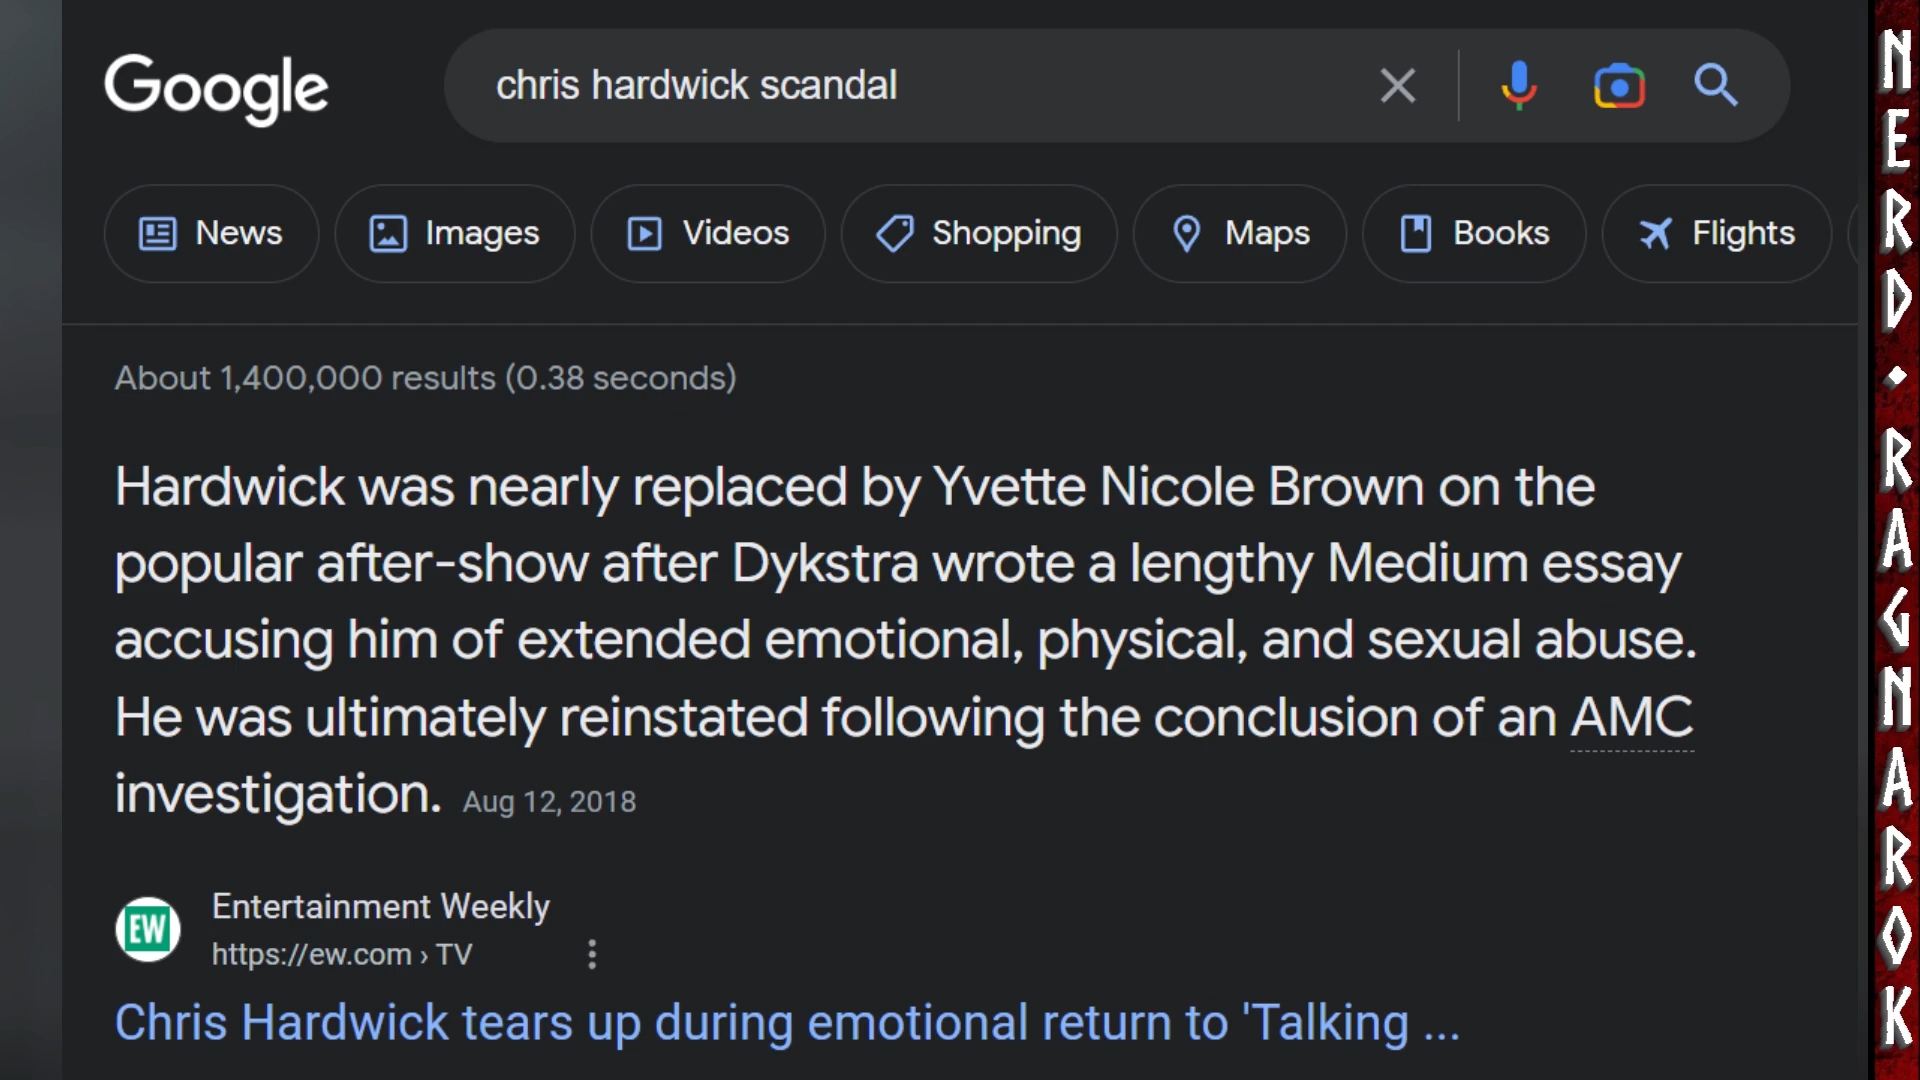 Google
chris hardwick scandal
News
Images
Videos
Shopping
Maps
Books
Flights
About 1,400,000 results (0.38 seconds)
Hardwick was nearly replaced by Yvette Nicole Brown on the
popular after-show after Dykstra wrote a lengthy Medium essay
accusing him of extended emotional, physical, and sexual abuse.
He was ultimately reinstated following the conclusion of an AMC
investigation. Aug 12, 2018
EW
Entertainment Weekly
https://ew.com › TV
Chris Hardwick tears up during emotional return to 'Talking ...
NERD·RAGNAROK